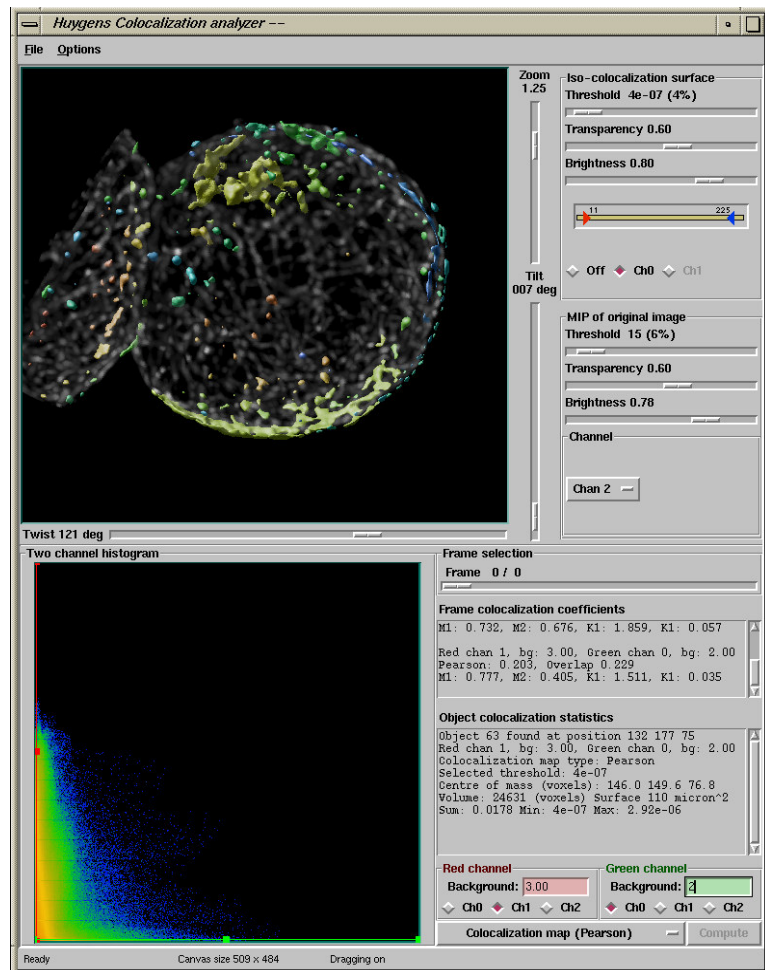 Huygens Colocalization analyzer --
File Options
Zoom
1.25
Iso-colocalization surface
Threshold 4e-07 (4%)
Transparency 0.60
Brightness 0.80
11 225
Off Ch0 Ch1
Tilt
007 deg
MIP of original image
Threshold 15 (6%)
Transparency 0.60
Brightness 0.78
Channel
Chan 2
Twist 121 deg
Two channel histogram
Frame selection
Frame 0 / 0
Frame colocalization coefficients
M1: 0.732, M2: 0.676, K1: 1.859, K1: 0.057
Red chan 1, bg: 3.00, Green chan 0, bg: 2.00
Pearson: 0.203, Overlap 0.229
M1: 0.777, M2: 0.405, K1: 1.511, K1: 0.035
Object colocalization statistics
Object 63 found at position 132 177 75
Red chan 1, bg: 3.00, Green chan 0, bg: 2.00
Colocalization map type: Pearson
Selected threshold: 4e-07
Centre of mass (voxels): 146.0 149.6 76.8
Volume: 24631 (voxels) Surface 110 micron^2
Sum: 0.0178 Min: 4e-07 Max: 2.92e-06
Red channel
Background: 3.00
Ch0 Ch1 Ch2
Green channel
Background: 2
Ch0 Ch1 Ch2
Colocalization map (Pearson) Compute
Ready Canvas size 509 x 484 Dragging on